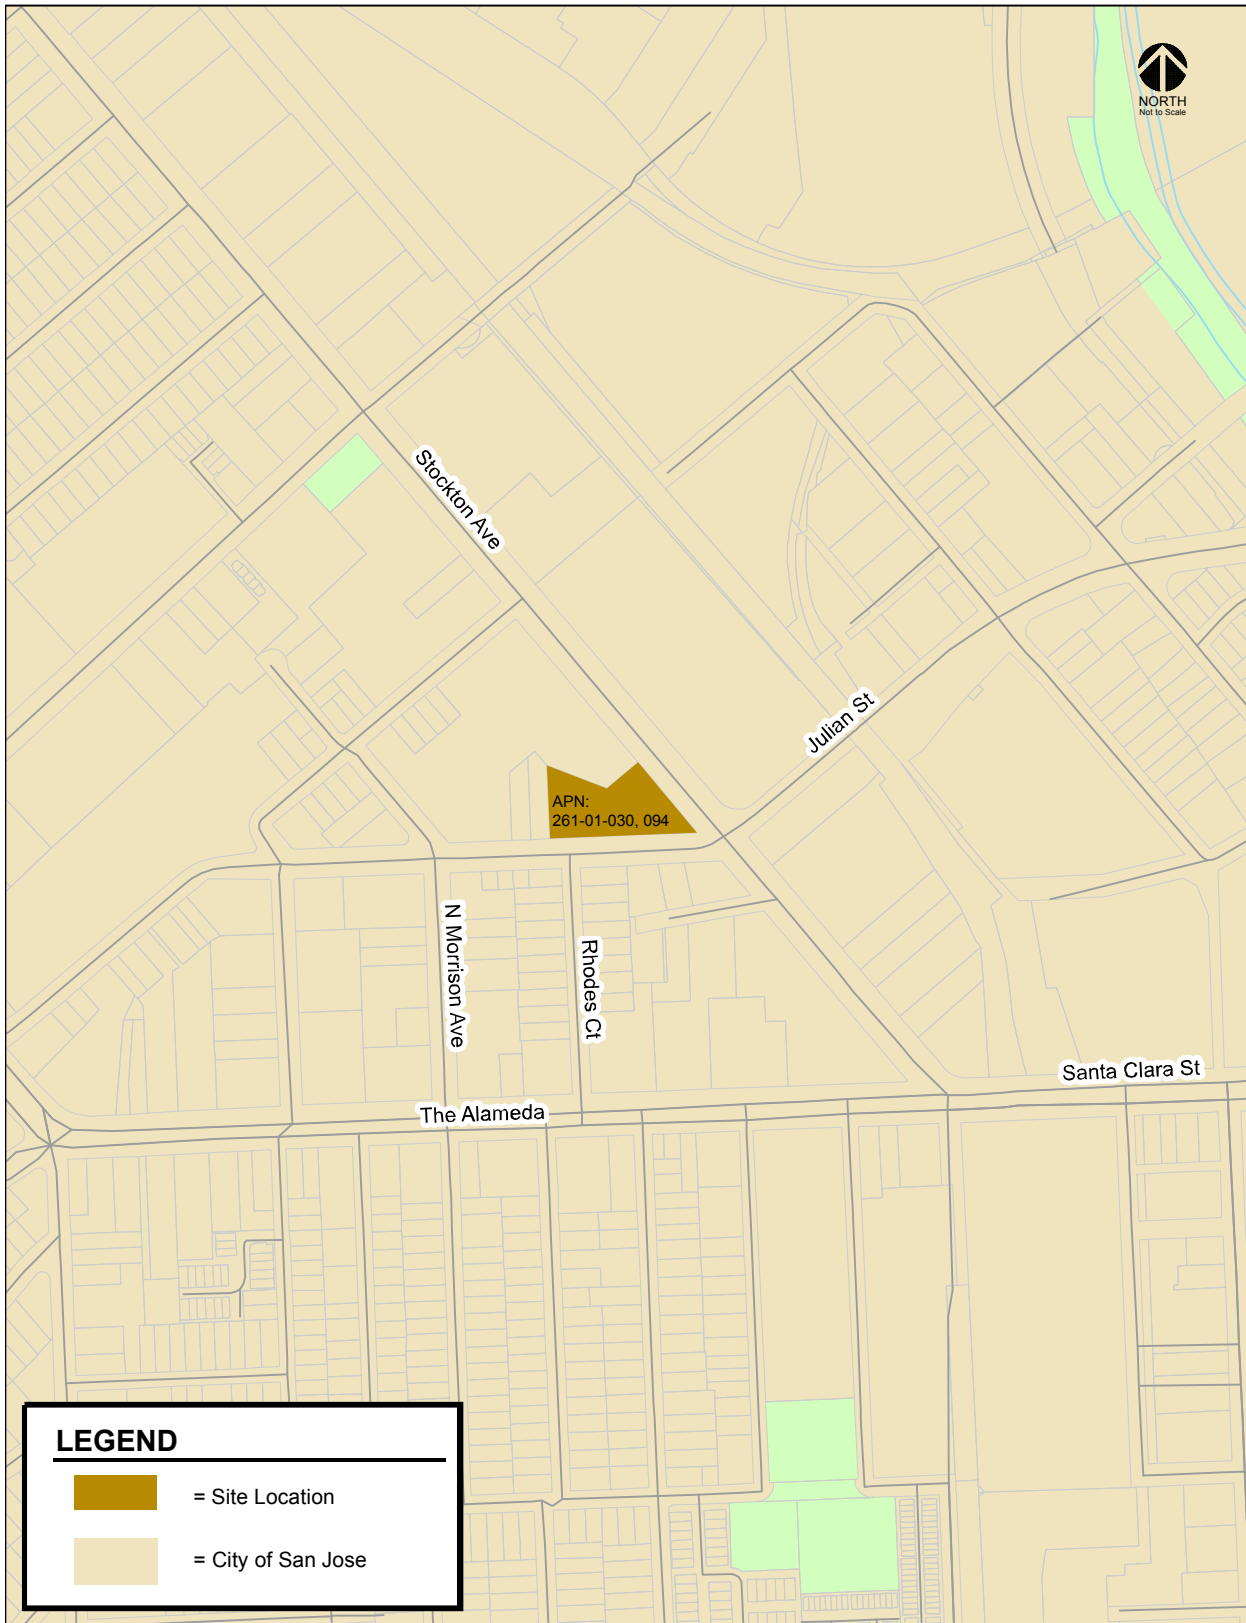 NORTH
Not to Scale
Stockton Ave
Julian St
APN:
261-01-030, 094
N Morrison Ave
Rhodes Ct
Santa Clara St
The Alameda
LEGEND
= Site Location
= City of San Jose